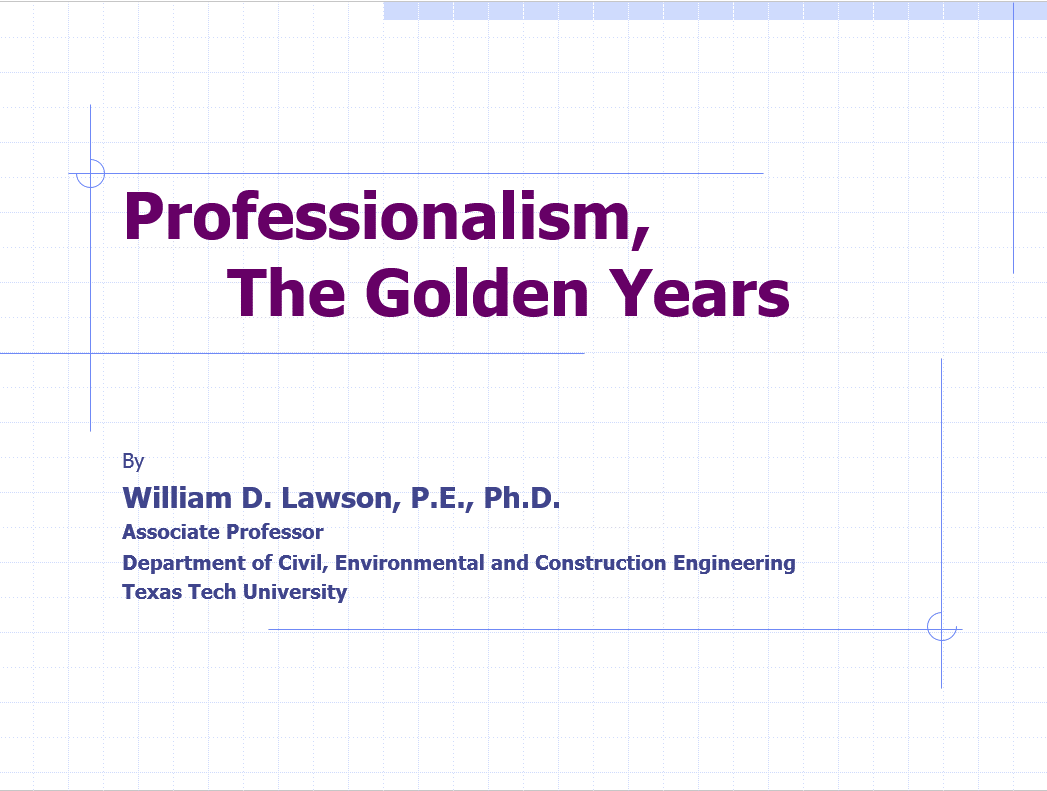 Professionalism,
The Golden Years
By
William D. Lawson, P.E., Ph.D.
Associate Professor
Department of Civil, Environmental and Construction Engineering
Texas Tech University